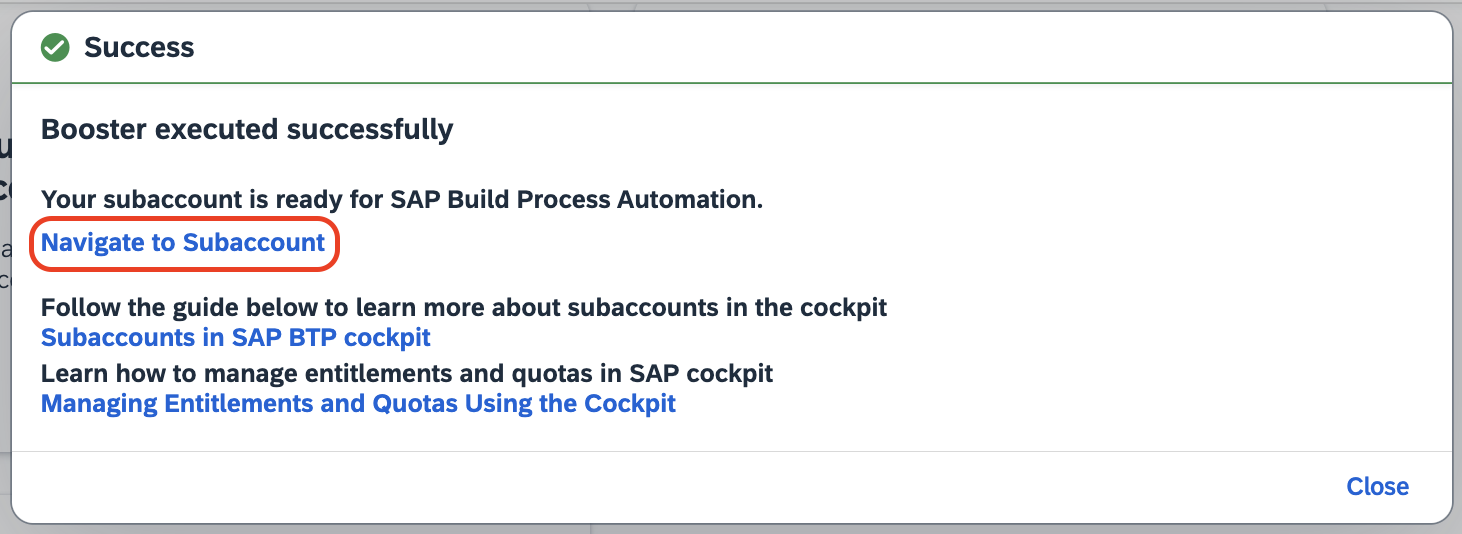 Success
Booster executed successfully
Your subaccount is ready for SAP Build Process Automation.
Navigate to Subaccount
Follow the guide below to learn more about subaccounts in the cockpit
Subaccounts in SAP BTP cockpit
Learn how to manage entitlements and quotas in SAP cockpit
Managing Entitlements and Quotas Using the Cockpit
Close